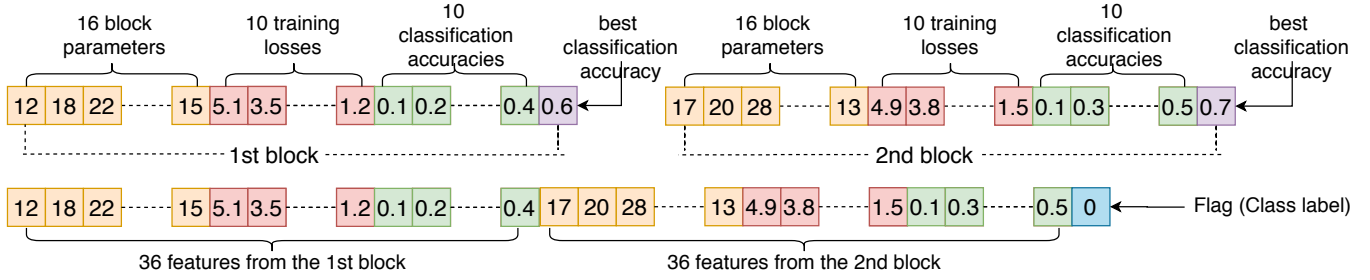 16 block
parameters
10 training
losses
10
classification
accuracies
best
classification
accuracy
16 block
parameters
10 training
losses
10
classification
accuracies
best
classification
accuracy
12 18 22 15 5.1 3.5 1.2 0.1 0.2 0.4 0.6
17 20 28 13 4.9 3.8 1.5 0.1 0.3 0.5 0.7
1st block
2nd block
12 18 22 15 5.1 3.5 1.2 0.1 0.2 0.4 17 20 28 13 4.9 3.8 1.5 0.1 0.3 0.5 0
Flag (Class label)
36 features from the 1st block
36 features from the 2nd block